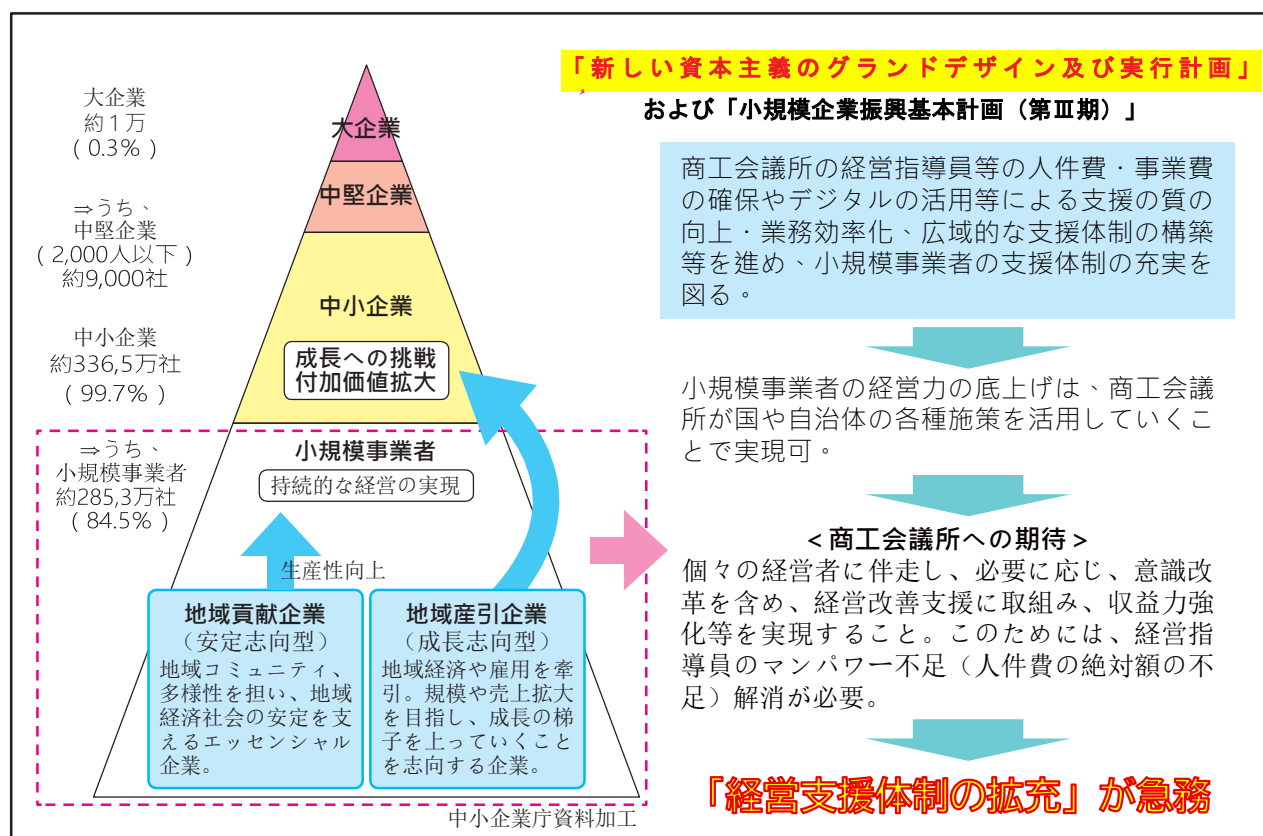 大企業
約１万
( 0.3% )
⇒うち、
中堅企業
( 2,000人以下 )
約9,000社
中小企業
約336,5万社
( 99.7% )
⇒うち、
小規模事業者
約285,3万社
( 84.5% )
大企業
中堅企業
中小企業
成長への挑戦
付加価値拡大
小規模事業者
持続的な経営の実現
生産性向上
地域貢献企業
（安定志向型）
地域コミュニティ、
多様性を担い、地域
経済社会の安定を支
えるエッセンシャル
企業。
地域産引企業
（成長志向型）
地域経済や雇用を牽
引。規模や売上拡大
を目指し、成長の梯
子を上っていくこと
を志向する企業。
中小企業庁資料加工
「新しい資本主義のグランドデザイン及び実行計画」
および「小規模企業振興基本計画（第Ⅲ期）」
商工会議所の経営指導員等の人件費・事業費
の確保やデジタルの活用等による支援の質の
向上・業務効率化、広域的な支援体制の構築
等を進め、小規模事業者の支援体制の充実を
図る。
小規模事業者の経営力の底上げは、商工会議
所が国や自治体の各種施策を活用していくこ
とで実現可。
＜商工会議所への期待＞
個々の経営者に伴走し、必要に応じ、意識改
革を含め、経営改善支援に取組み、収益力強
化等を実現すること。このためには、経営指
導員のマンパワー不足（人件費の絶対額の不
足）解消が必要。
「経営支援体制の拡充」が急務